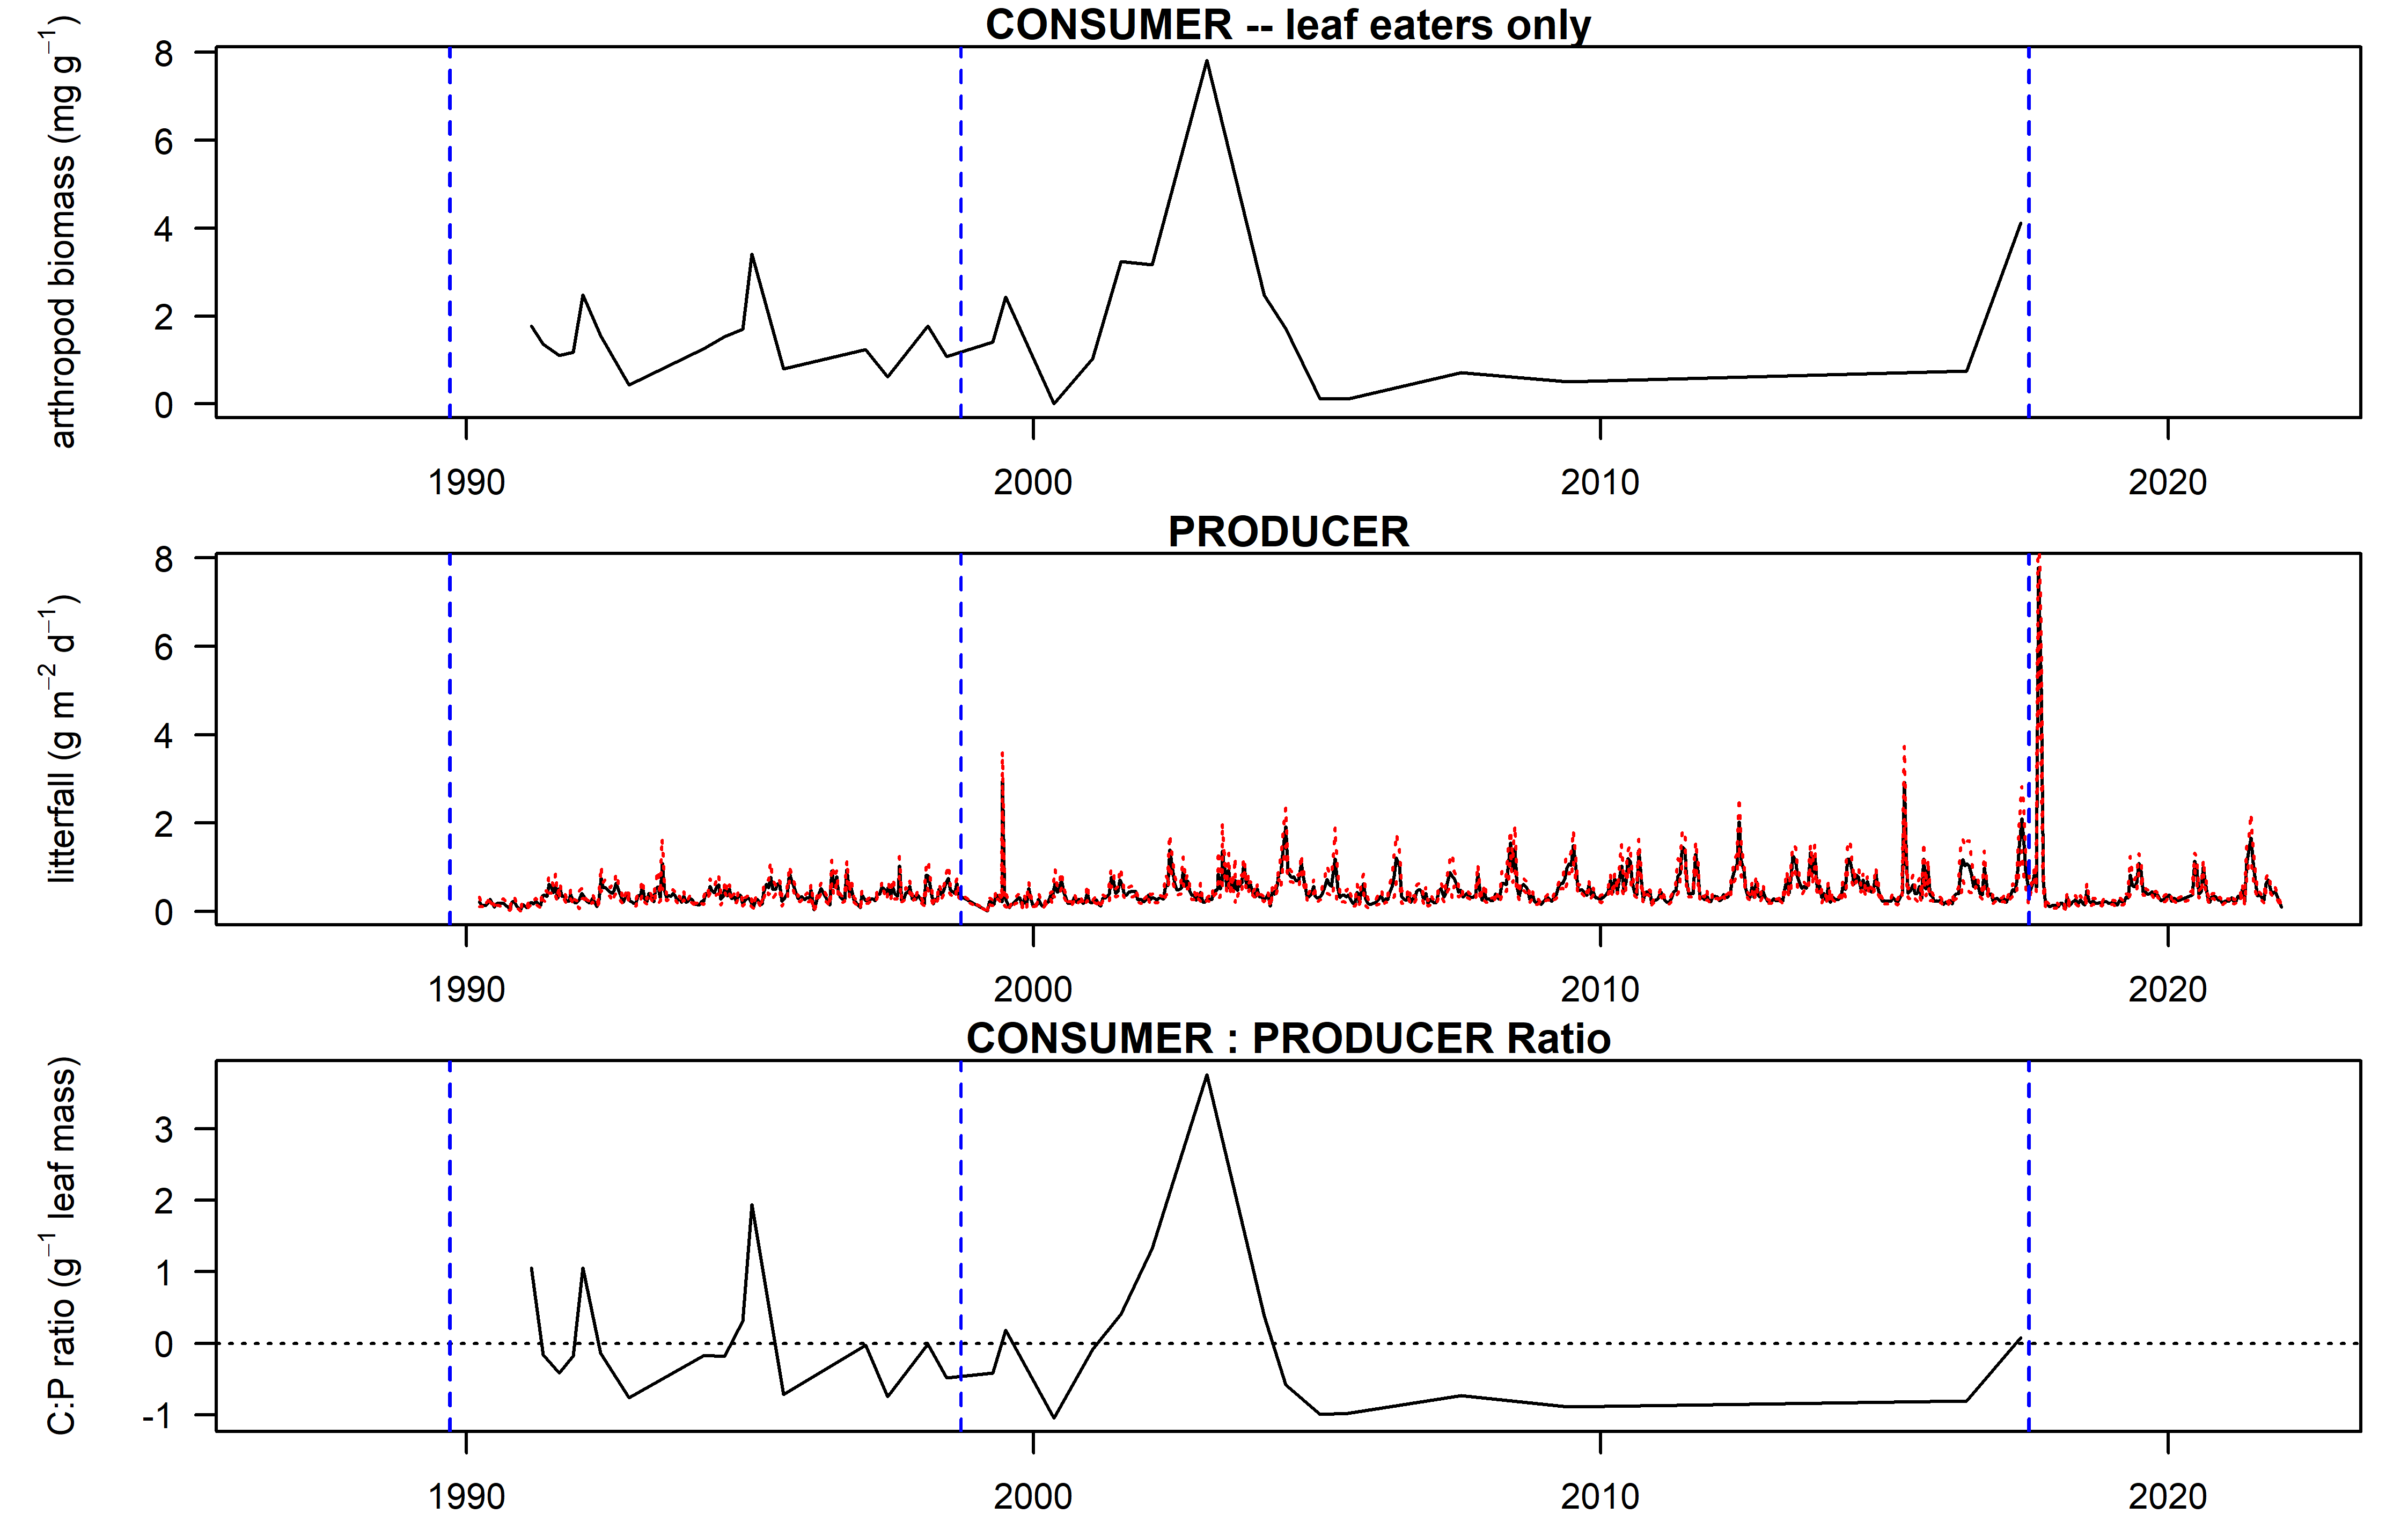 CONSUMER -- leaf eaters only
arthropod biomass (mg g⁻¹)
8
6
4
2
0
1990 2000 2010 2020
PRODUCER
litterfall (g m⁻² d⁻¹)
8
6
4
2
0
1990 2000 2010 2020
CONSUMER : PRODUCER Ratio
C:P ratio (g⁻¹ leaf mass)
3
2
1
0
-1
1990 2000 2010 2020